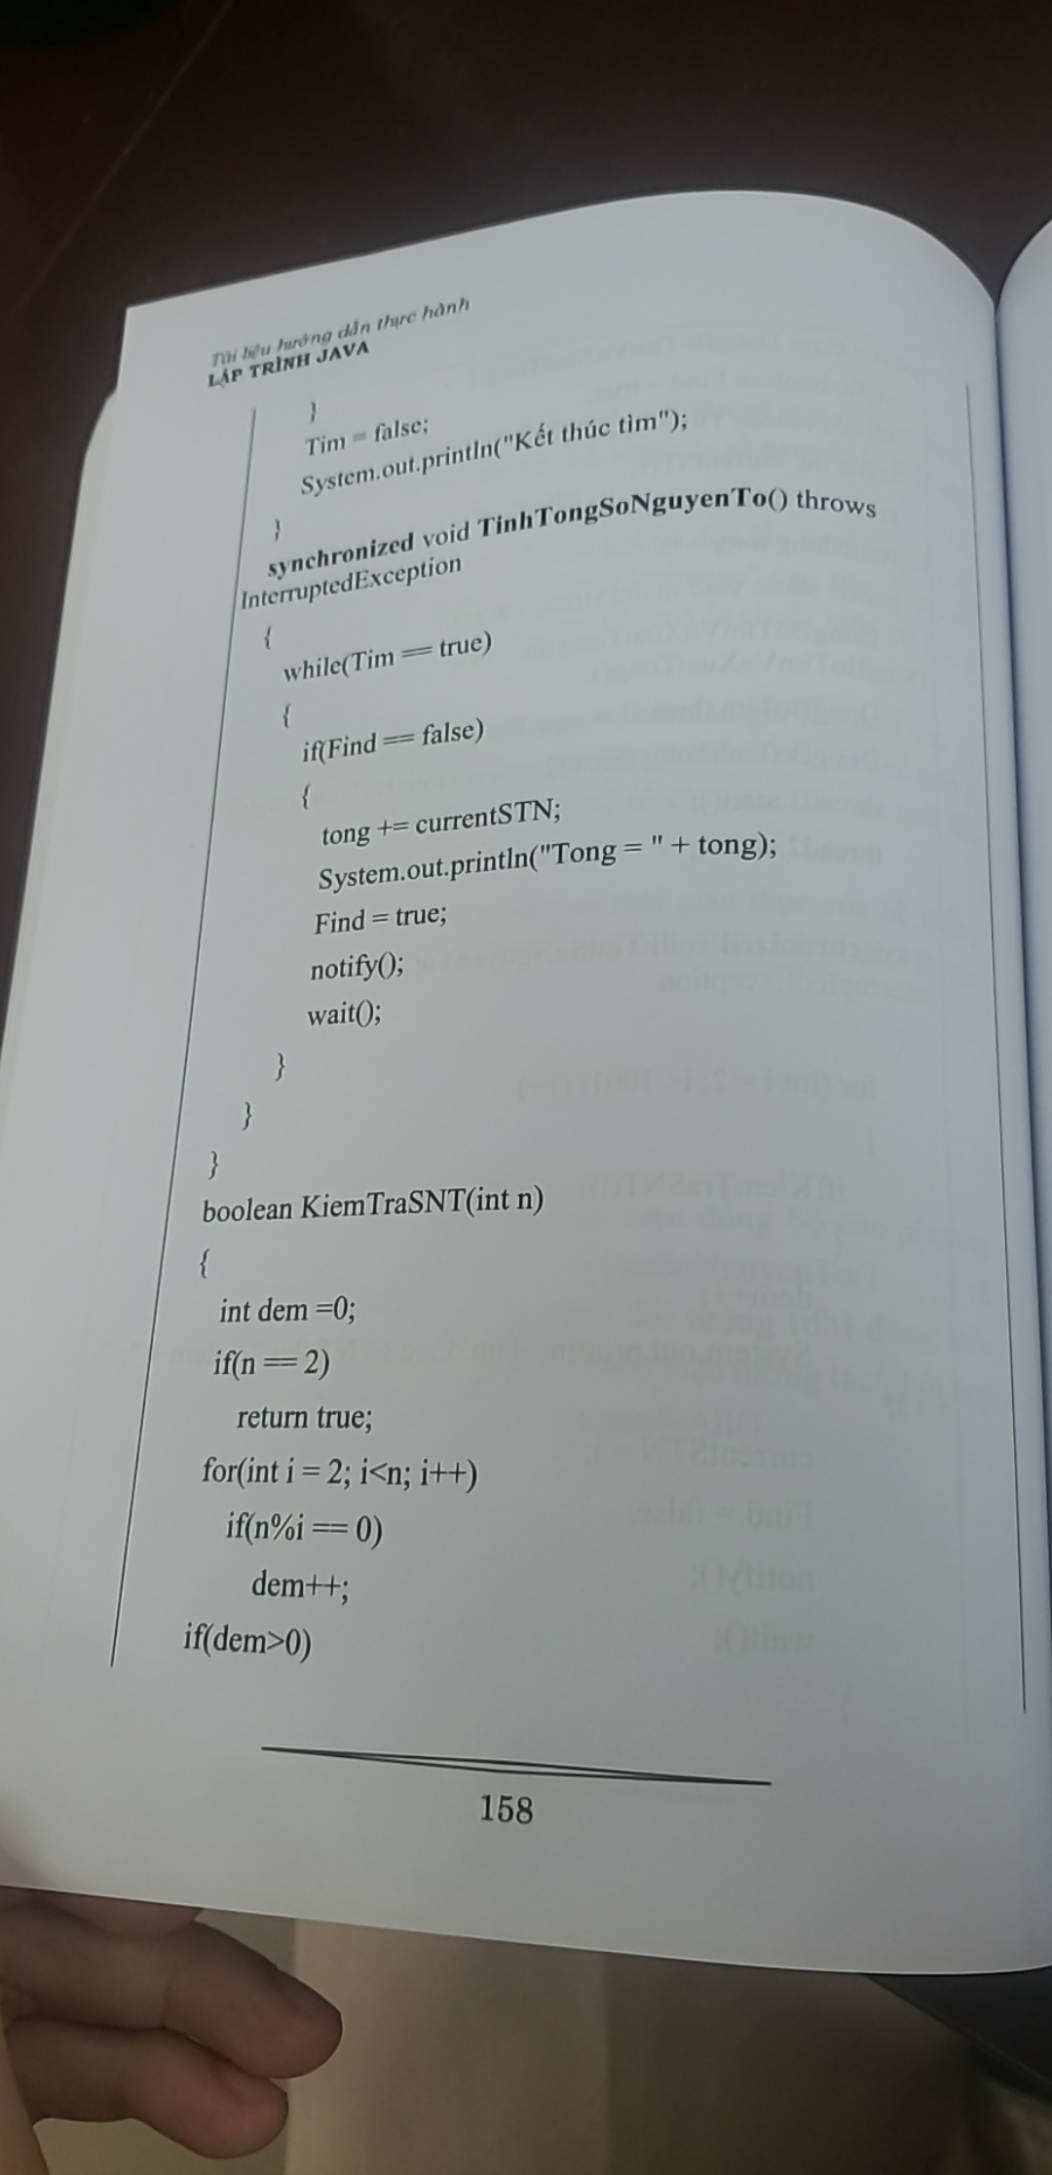 Tài liệu hướng dẫn thực hành
LẬP TRÌNH JAVA
}
Tim = false;
System.out.println("Kết thúc tìm");
}
synchronized void TinhTongSoNguyenTo() throws
InterruptedException
{
while(Tim == true)
{
if(Find == false)
{
tong += currentSTN;
System.out.println("Tong = " + tong);
Find = true;
notify();
wait();
}
}
}
boolean KiemTraSNT(int n)
{
int dem =0;
if(n == 2)
return true;
for(int i = 2; i<n; i++)
if(n%i == 0)
dem++;
if(dem>0)
158